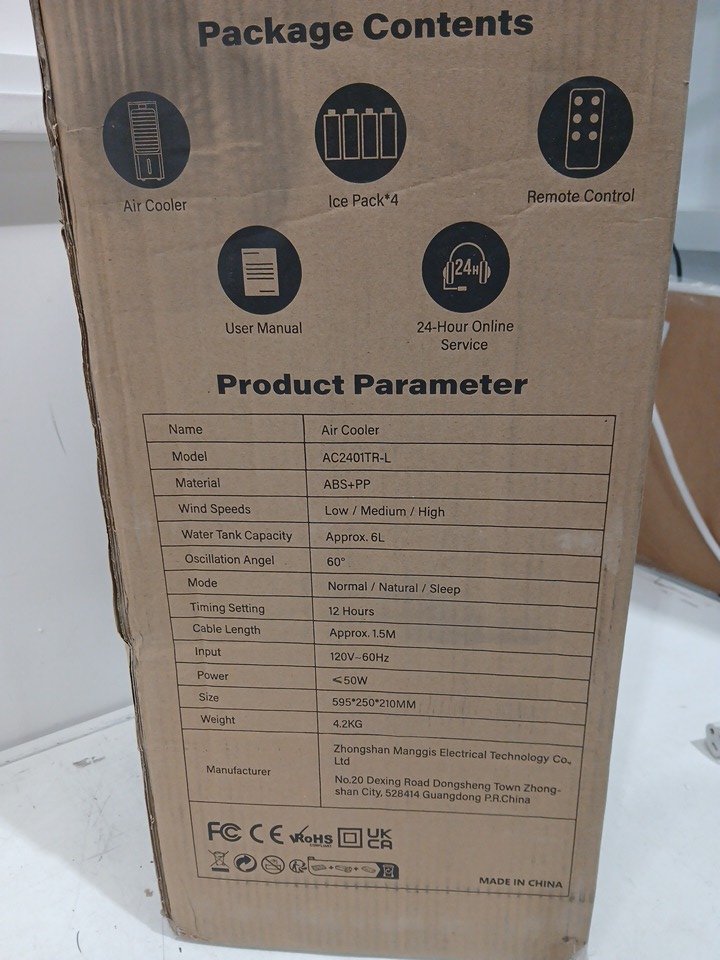 Package Contents
Air Cooler
Ice Pack*4
Remote Control
24H
User Manual
24-Hour Online
Service
Product Parameter
Name Air Cooler
Model AC2401TR-L
Material ABS+PP
Wind Speeds Low / Medium / High
Water Tank Capacity Approx. 6L
Oscillation Angel 60°
Mode Normal / Natural / Sleep
Timing Setting 12 Hours
Cable Length Approx. 1.5M
Input 120V~60Hz
Power ≤50W
Size 595*250*210MM
Weight 4.2KG
Manufacturer
Zhongshan Manggis Electrical Technology Co.,
Ltd
No.20 Dexing Road Dongsheng Town Zhong-
shan City, 528414 Guangdong P.R.China
FC CE RoHS UK
COMPLIANT CA
MADE IN CHINA